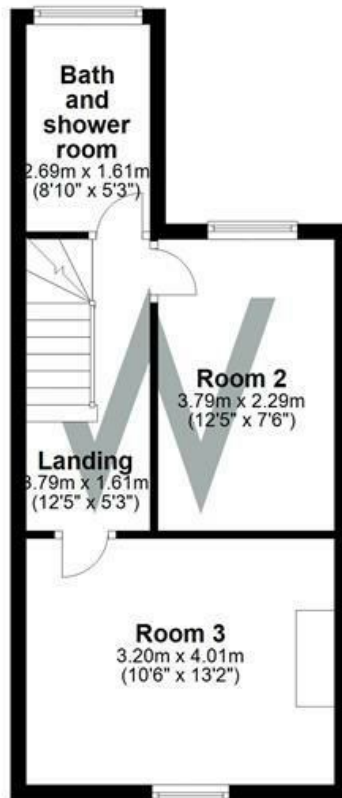 Bath
and
shower
room
2.69m x 1.61m
(8'10" x 5'3")
Room 2
3.79m x 2.29m
(12'5" x 7'6")
Landing
3.79m x 1.61m
(12'5" x 5'3")
Room 3
3.20m x 4.01m
(10'6" x 13'2")
W